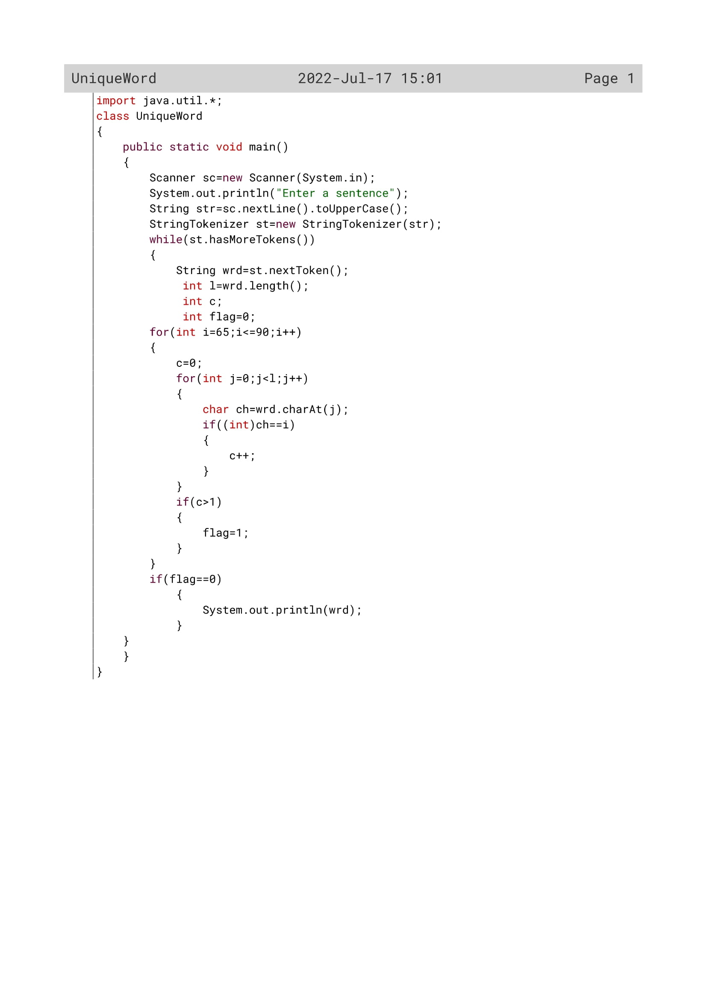 UniqueWord 2022-Jul-17 15:01 Page 1
import java.util.*;
class UniqueWord
{
    public static void main()
    {
        Scanner sc=new Scanner(System.in);
        System.out.println("Enter a sentence");
        String str=sc.nextLine().toUpperCase();
        StringTokenizer st=new StringTokenizer(str);
        while(st.hasMoreTokens())
        {
            String wrd=st.nextToken();
             int l=wrd.length();
             int c;
             int flag=0;
        for(int i=65;i<=90;i++)
        {
            c=0;
            for(int j=0;j<l;j++)
            {
                char ch=wrd.charAt(j);
                if((int)ch==i)
                {
                    c++;
                }
            }
            if(c>1)
            {
                flag=1;
            }
        }
        if(flag==0)
            {
                System.out.println(wrd);
            }
    }
    }
}